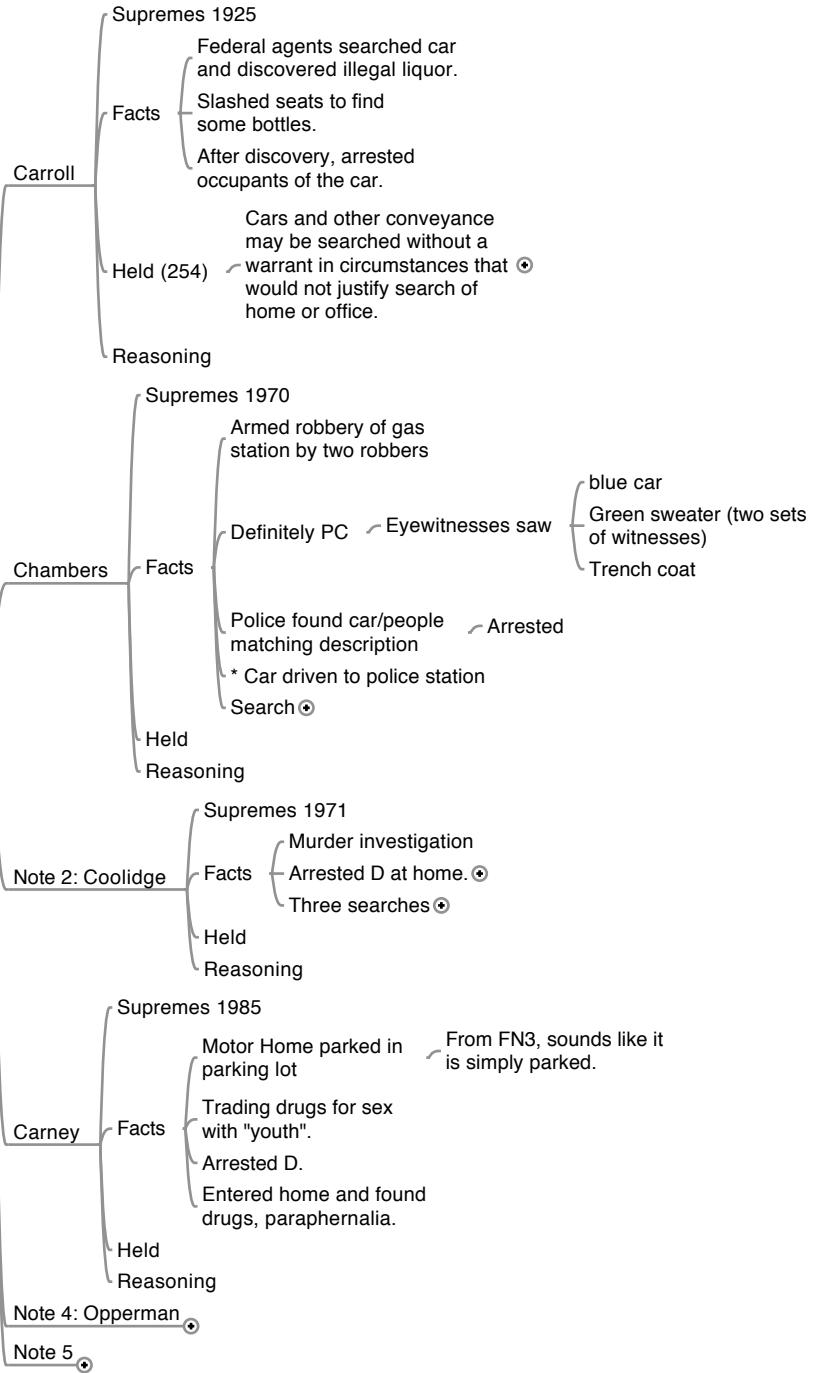 Carroll
Supremes 1925
Facts
Federal agents searched car
and discovered illegal liquor.
Slashed seats to find
some bottles.
After discovery, arrested
occupants of the car.
Held (254)
Cars and other conveyance
may be searched without a
warrant in circumstances that
would not justify search of
home or office.
Reasoning
Chambers
Supremes 1970
Facts
Armed robbery of gas
station by two robbers
Definitely PC
Eyewitnesses saw
blue car
Green sweater (two sets
of witnesses)
Trench coat
Police found car/people
matching description
Arrested
* Car driven to police station
Search
Held
Reasoning
Note 2: Coolidge
Supremes 1971
Facts
Murder investigation
Arrested D at home.
Three searches
Held
Reasoning
Carney
Supremes 1985
Facts
Motor Home parked in
parking lot
From FN3, sounds like it
is simply parked.
Trading drugs for sex
with "youth".
Arrested D.
Entered home and found
drugs, paraphernalia.
Held
Reasoning
Note 4: Opperman
Note 5